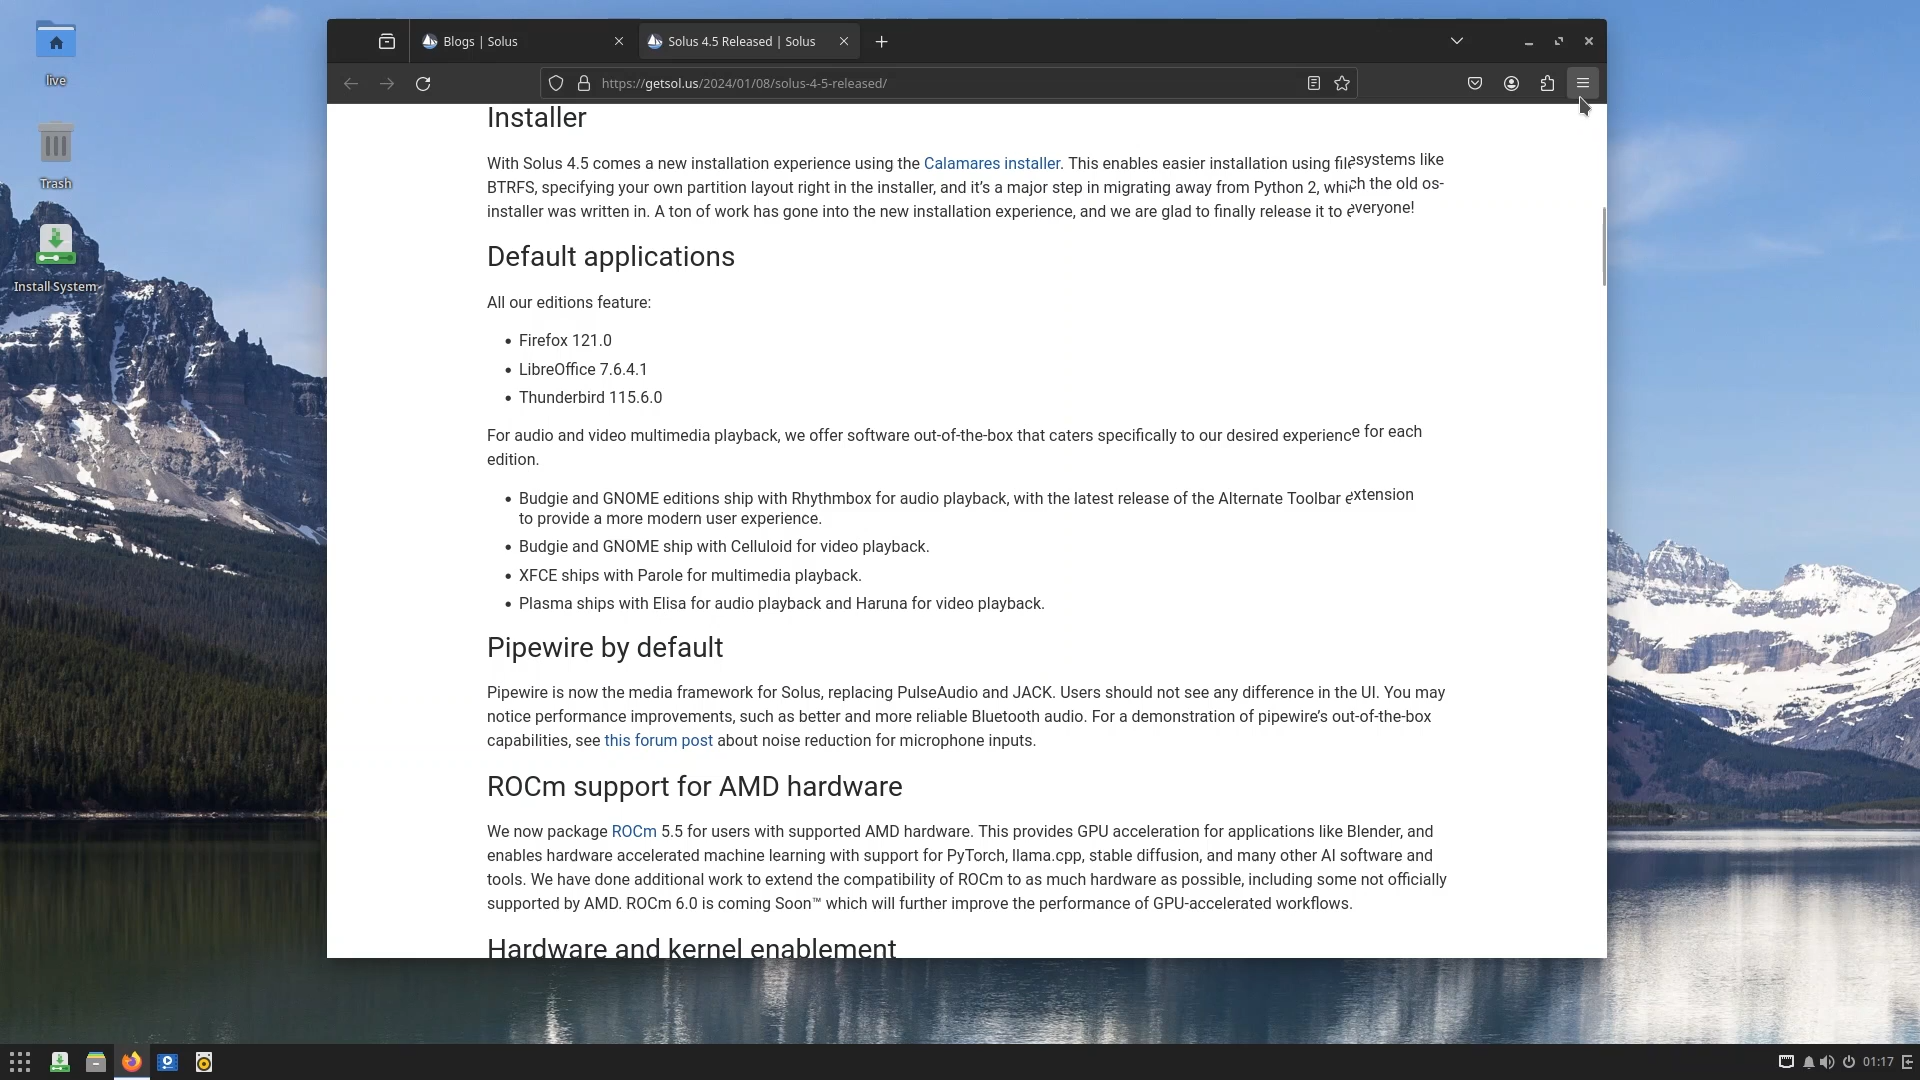 live
Trash
Install System
Blogs | Solus
Solus 4.5 Released | Solus
https://getsol.us/2024/01/08/solus-4-5-released/
Installer
With Solus 4.5 comes a new installation experience using the Calamares installer. This enables easier installation using filesystems like
BTRFS, specifying your own partition layout right in the installer, and it’s a major step in migrating away from Python 2, which the old os-
installer was written in. A ton of work has gone into the new installation experience, and we are glad to finally release it to everyone!
Default applications
All our editions feature:
• Firefox 121.0
• LibreOffice 7.6.4.1
• Thunderbird 115.6.0
For audio and video multimedia playback, we offer software out-of-the-box that caters specifically to our desired experience for each
edition.
• Budgie and GNOME editions ship with Rhythmbox for audio playback, with the latest release of the Alternate Toolbar extension
to provide a more modern user experience.
• Budgie and GNOME ship with Celluloid for video playback.
• XFCE ships with Parole for multimedia playback.
• Plasma ships with Elisa for audio playback and Haruna for video playback.
Pipewire by default
Pipewire is now the media framework for Solus, replacing PulseAudio and JACK. Users should not see any difference in the UI. You may
notice performance improvements, such as better and more reliable Bluetooth audio. For a demonstration of pipewire’s out-of-the-box
capabilities, see this forum post about noise reduction for microphone inputs.
ROCm support for AMD hardware
We now package ROCm 5.5 for users with supported AMD hardware. This provides GPU acceleration for applications like Blender, and
enables hardware accelerated machine learning with support for PyTorch, llama.cpp, stable diffusion, and many other AI software and
tools. We have done additional work to extend the compatibility of ROCm to as much hardware as possible, including some not officially
supported by AMD. ROCm 6.0 is coming Soon™ which will further improve the performance of GPU-accelerated workflows.
Hardware and kernel enablement
01:17